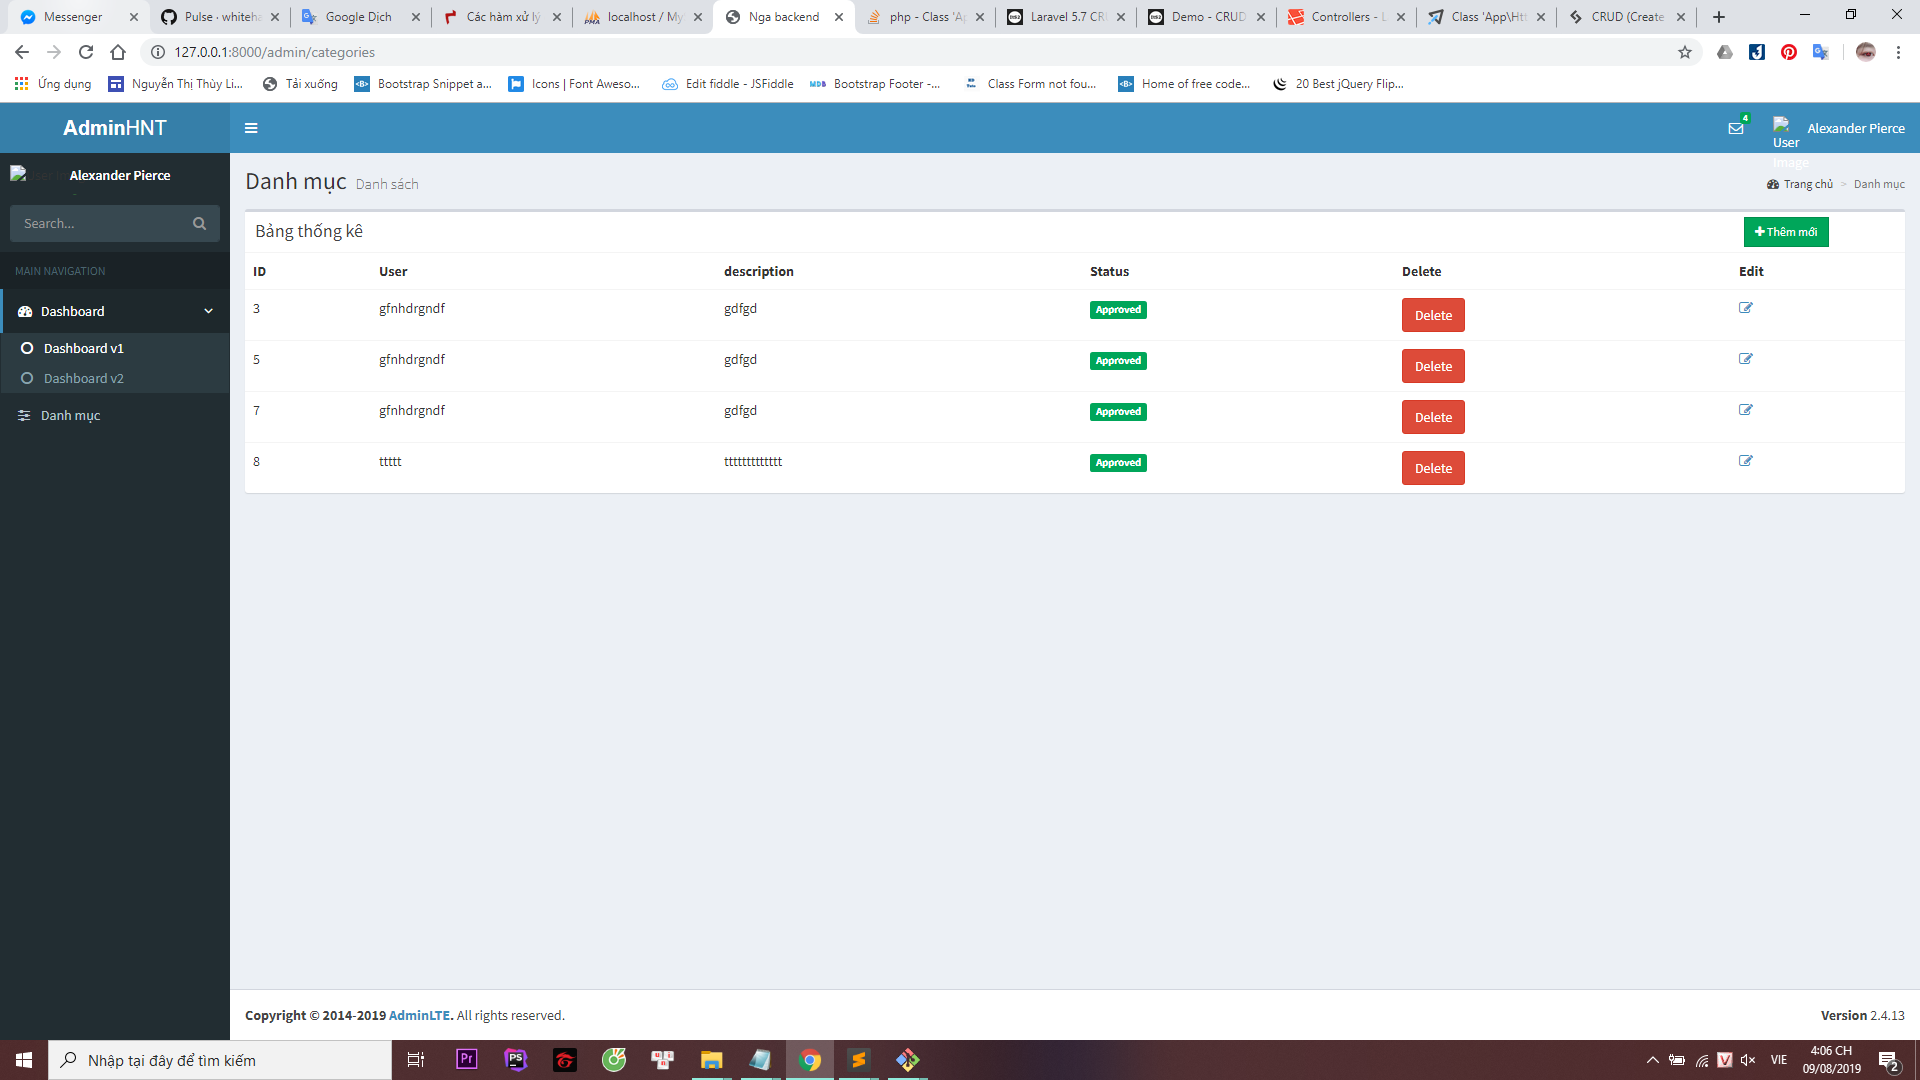 Messenger
Pulse · whiteha
Google Dịch
Các hàm xử lý
localhost / My
Nga backend
php - Class 'Ap
Laravel 5.7 CRU
Demo - CRUD
Controllers - L
Class 'App\Htt
CRUD (Create
127.0.0.1:8000/admin/categories
Ứng dụng
Nguyễn Thị Thùy Li...
Tải xuống
Bootstrap Snippet a...
Icons | Font Aweso...
Edit fiddle - JSFiddle
Bootstrap Footer -...
Class Form not fou...
Home of free code...
20 Best jQuery Flip...
AdminHNT
4
User Image
Alexander Pierce
Alexander Pierce
Search...
MAIN NAVIGATION
Dashboard
Dashboard v1
Dashboard v2
Danh mục
Danh mục Danh sách
Trang chủ > Danh mục
Bảng thống kê
Thêm mới
ID User description Status Delete Edit
3 gfnhdrgndf gdfgd Approved Delete
5 gfnhdrgndf gdfgd Approved Delete
7 gfnhdrgndf gdfgd Approved Delete
8 ttttt ttttttttttttt Approved Delete
Copyright © 2014-2019 AdminLTE. All rights reserved.
Version 2.4.13
Nhập tại đây để tìm kiếm
VIE
4:06 CH
09/08/2019
2